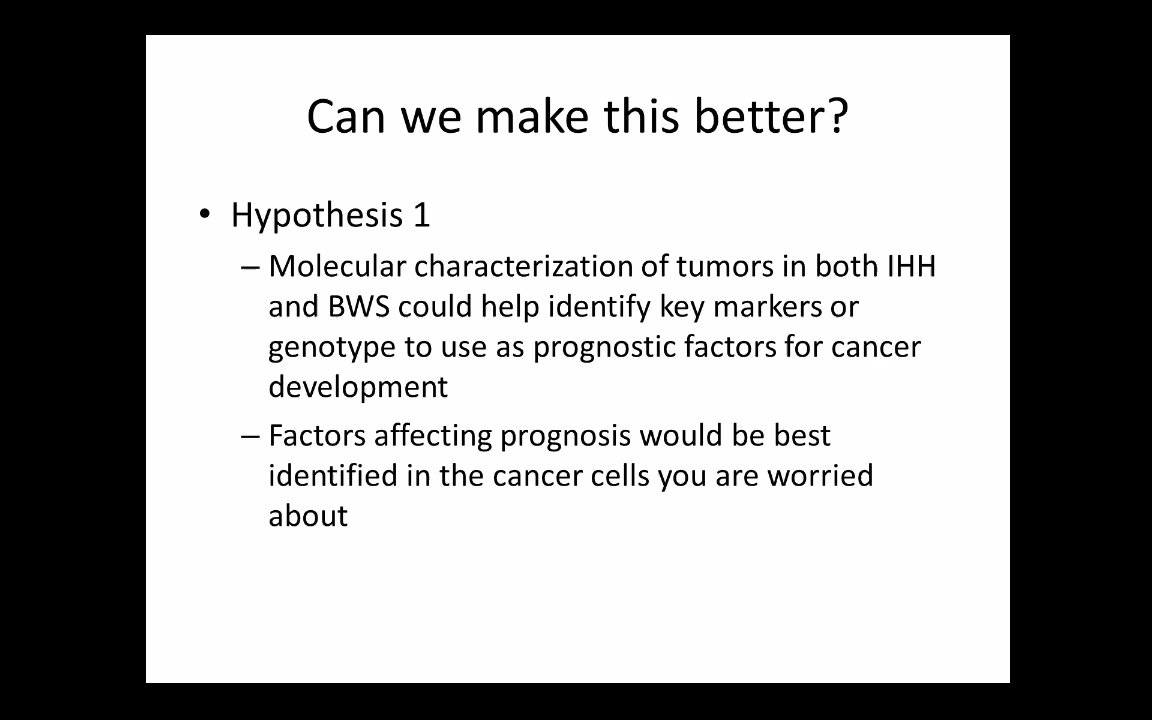 Can we make this better?
• Hypothesis 1
– Molecular characterization of tumors in both IHH
and BWS could help identify key markers or
genotype to use as prognostic factors for cancer
development
– Factors affecting prognosis would be best
identified in the cancer cells you are worried
about